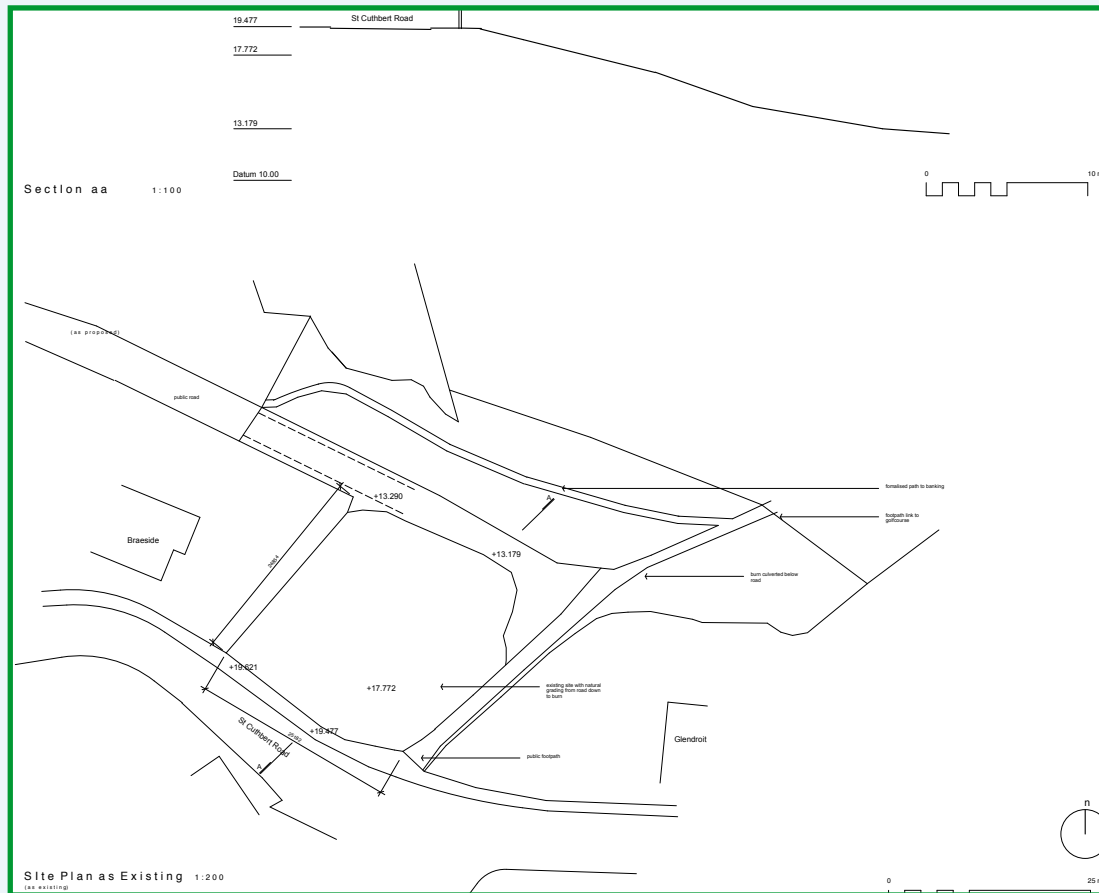 19.477
St Cuthbert Road
17.772
13.179
Datum 10.00
Section aa 1:100
0 10 m
(as proposed)
public road
+13.290
A
formalised path to banking
footpath link to
golfcourse
Braeside
+13.179
burn culverted below
road
+19.621
+17.772
existing site with natural
grading from road down
to burn
St Cuthbert Road
+19.477
A
public footpath
Glendroit
n
Site Plan as Existing 1:200
(as existing)
0 25 m